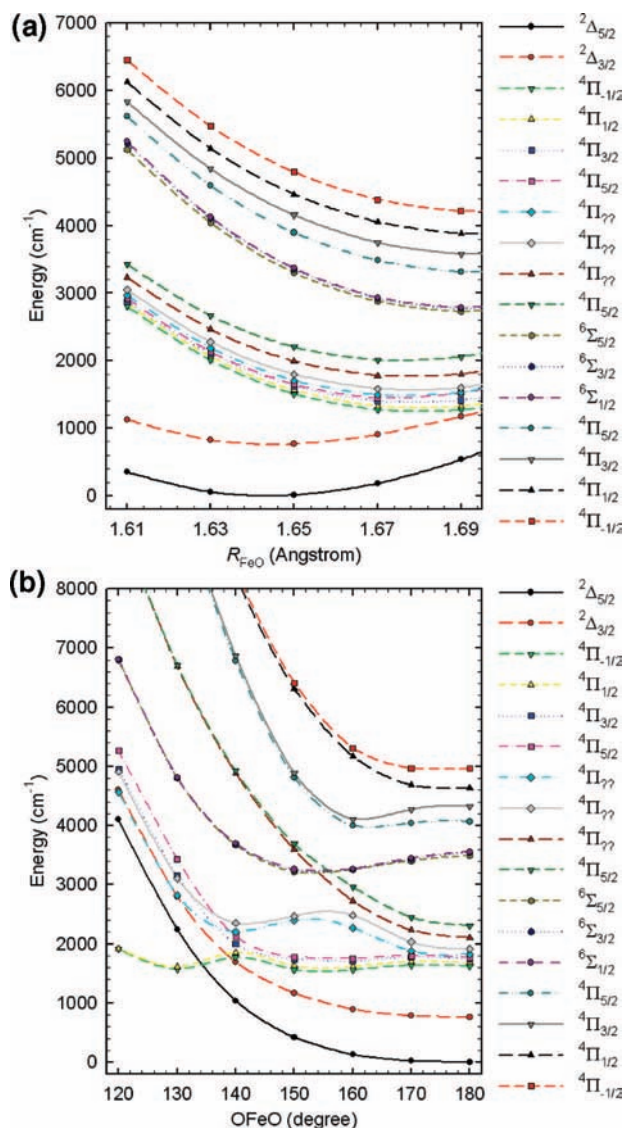 (a)
7000
6000
5000
4000
3000
2000
1000
0
Energy (cm⁻¹)
1.61 1.63 1.65 1.67 1.69
R_FeO (Angstrom)
²Δ₅/₂
²Δ₃/₂
⁴Π₋₁/₂
⁴Π₁/₂
⁴Π₃/₂
⁴Π₅/₂
⁴Π??
⁴Π??
⁴Π??
⁴Π₅/₂
⁶Σ₅/₂
⁶Σ₃/₂
⁶Σ₁/₂
⁴Π₅/₂
⁴Π₃/₂
⁴Π₁/₂
⁴Π₋₁/₂
(b)
8000
7000
6000
5000
4000
3000
2000
1000
0
Energy (cm⁻¹)
120 130 140 150 160 170 180
OFeO (degree)
²Δ₅/₂
²Δ₃/₂
⁴Π₋₁/₂
⁴Π₁/₂
⁴Π₃/₂
⁴Π₅/₂
⁴Π??
⁴Π??
⁴Π??
⁴Π₅/₂
⁶Σ₅/₂
⁶Σ₃/₂
⁶Σ₁/₂
⁴Π₅/₂
⁴Π₃/₂
⁴Π₁/₂
⁴Π₋₁/₂